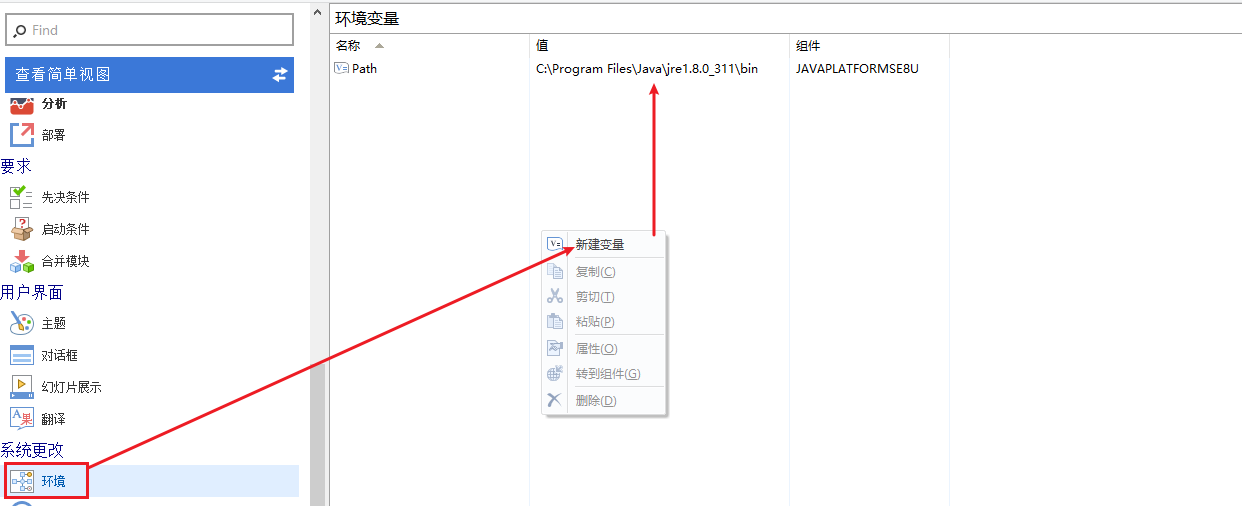 Find
查看简单视图
分析
部署
要求
先决条件
启动条件
合并模块
用户界面
主题
对话框
幻灯片展示
翻译
系统更改
环境
环境变量
名称 值 组件
Path C:\Program Files\Java\jre1.8.0_311\bin JAVAPLATFORMSE8U
新建变量
复制(C)
剪切(T)
粘贴(P)
属性(O)
转到组件(G)
删除(D)